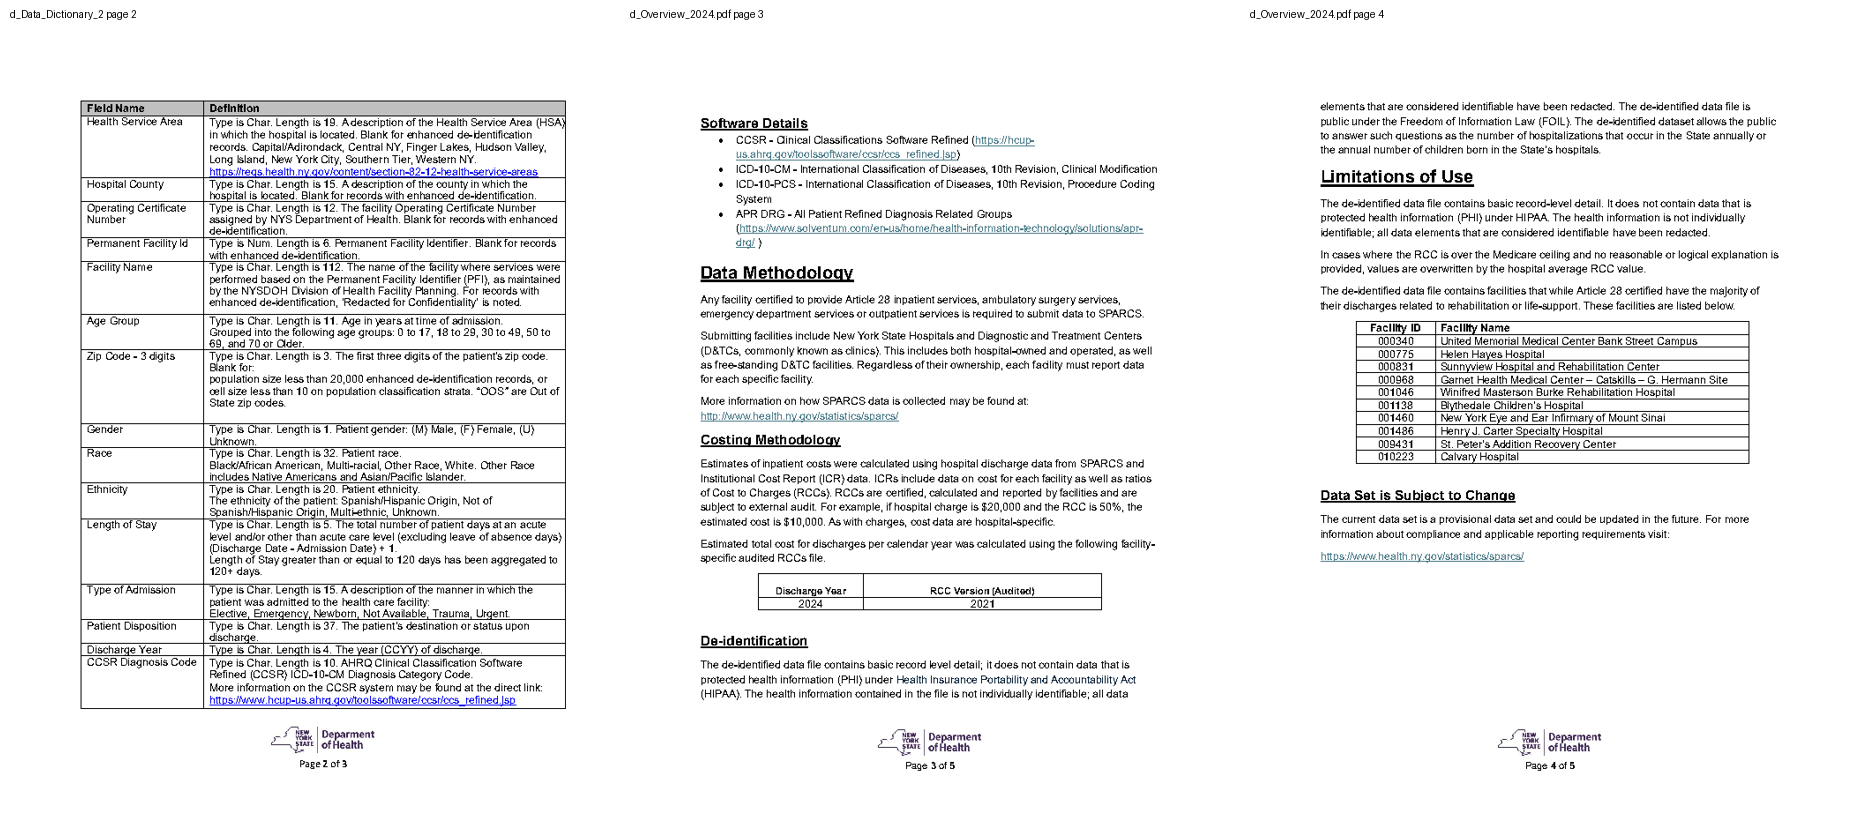 d_Data_Dictionary_2 page 2
Field Name Definition
Health Service Area Type is Char. Length is 19. A description of the Health Service Area (HSA)
in which the hospital is located. Blank for enhanced de-identification
records. Capital/Adirondack, Central NY, Finger Lakes, Hudson Valley,
Long Island, New York City, Southern Tier, Western NY.
https://regs.health.ny.gov/content/section-82-12-health-service-areas
Hospital County Type is Char. Length is 15. A description of the county in which the
hospital is located. Blank for records with enhanced de-identification.
Operating Certificate Type is Char. Length is 12. The facility Operating Certificate Number
Number assigned by NYS Department of Health. Blank for records with enhanced
de-identification.
Permanent Facility Id Type is Num. Length is 6. Permanent Facility Identifier. Blank for records
with enhanced de-identification.
Facility Name Type is Char. Length is 112. The name of the facility where services were
performed based on the Permanent Facility Identifier (PFI), as maintained
by the NYSDOH Division of Health Facility Planning. For records with
enhanced de-identification, 'Redacted for Confidentiality' is noted.
Age Group Type is Char. Length is 11. Age in years at time of admission.
Grouped into the following age groups: 0 to 17, 18 to 29, 30 to 49, 50 to
69, and 70 or Older.
Zip Code - 3 digits Type is Char. Length is 3. The first three digits of the patient's zip code.
Blank for:
population size less than 20,000 enhanced de-identification records, or
cell size less than 10 on population classification strata. "OOS" are Out of
State zip codes.
Gender Type is Char. Length is 1. Patient gender: (M) Male, (F) Female, (U)
Unknown.
Race Type is Char. Length is 32. Patient race.
Black/African American, Multi-racial, Other Race, White. Other Race
includes Native Americans and Asian/Pacific Islander.
Ethnicity Type is Char. Length is 20. Patient ethnicity.
The ethnicity of the patient: Spanish/Hispanic Origin, Not of
Spanish/Hispanic Origin, Multi-ethnic, Unknown.
Length of Stay Type is Char. Length is 5. The total number of patient days at an acute
level and/or other than acute care level (excluding leave of absence days)
(Discharge Date - Admission Date) + 1.
Length of Stay greater than or equal to 120 days has been aggregated to
120+ days.
Type of Admission Type is Char. Length is 15. A description of the manner in which the
patient was admitted to the health care facility:
Elective, Emergency, Newborn, Not Available, Trauma, Urgent.
Patient Disposition Type is Char. Length is 37. The patient's destination or status upon
discharge.
Discharge Year Type is Char. Length is 4. The year (CCYY) of discharge.
CCSR Diagnosis Code Type is Char. Length is 10. AHRQ Clinical Classification Software
Refined (CCSR) ICD-10-CM Diagnosis Category Code.
More information on the CCSR system may be found at the direct link:
https://www.hcup-us.ahrq.gov/toolssoftware/ccsr/ccs_refined.jsp
NEW YORK STATE Department of Health
Page 2 of 3
d_Overview_2024.pdf page 3
Software Details
• CCSR - Clinical Classifications Software Refined (https://hcup-
us.ahrq.gov/toolssoftware/ccsr/ccs_refined.jsp)
• ICD-10-CM - International Classification of Diseases, 10th Revision, Clinical Modification
• ICD-10-PCS - International Classification of Diseases, 10th Revision, Procedure Coding
System
• APR DRG - All Patient Refined Diagnosis Related Groups
(https://www.solventum.com/en-us/home/health-information-technology/solutions/apr-
drg/ )
Data Methodology
Any facility certified to provide Article 28 inpatient services, ambulatory surgery services,
emergency department services or outpatient services is required to submit data to SPARCS.
Submitting facilities include New York State Hospitals and Diagnostic and Treatment Centers
(D&TCs, commonly known as clinics). This includes both hospital-owned and operated, as well
as free-standing D&TC facilities. Regardless of their ownership, each facility must report data
for each specific facility.
More information on how SPARCS data is collected may be found at:
http://www.health.ny.gov/statistics/sparcs/
Costing Methodology
Estimates of inpatient costs were calculated using hospital discharge data from SPARCS and
Institutional Cost Report (ICR) data. ICRs include data on cost for each facility as well as ratios
of Cost to Charges (RCCs). RCCs are certified, calculated and reported by facilities and are
subject to external audit. For example, if hospital charge is $20,000 and the RCC is 50%, the
estimated cost is $10,000. As with charges, cost data are hospital-specific.
Estimated total cost for discharges per calendar year was calculated using the following facility-
specific audited RCCs file.
Discharge Year RCC Version (Audited)
2024 2021
De-identification
The de-identified data file contains basic record level detail; it does not contain data that is
protected health information (PHI) under Health Insurance Portability and Accountability Act
(HIPAA). The health information contained in the file is not individually identifiable; all data
NEW YORK STATE Department of Health
Page 3 of 5
d_Overview_2024.pdf page 4
elements that are considered identifiable have been redacted. The de-identified data file is
public under the Freedom of Information Law (FOIL). The de-identified dataset allows the public
to answer such questions as the number of hospitalizations that occur in the State annually or
the annual number of children born in the State's hospitals.
Limitations of Use
The de-identified data file contains basic record-level detail. It does not contain data that is
protected health information (PHI) under HIPAA. The health information is not individually
identifiable; all data elements that are considered identifiable have been redacted.
In cases where the RCC is over the Medicare ceiling and no reasonable or logical explanation is
provided, values are overwritten by the hospital average RCC value.
The de-identified data file contains facilities that while Article 28 certified have the majority of
their discharges related to rehabilitation or life-support. These facilities are listed below.
Facility ID Facility Name
000340 United Memorial Medical Center Bank Street Campus
000775 Helen Hayes Hospital
000831 Sunnyview Hospital and Rehabilitation Center
000968 Garnet Health Medical Center – Catskills – G. Hermann Site
001046 Winifred Masterson Burke Rehabilitation Hospital
001138 Blythedale Children's Hospital
001460 New York Eye and Ear Infirmary of Mount Sinai
001486 Henry J. Carter Specialty Hospital
009431 St. Peter's Addition Recovery Center
010223 Calvary Hospital
Data Set is Subject to Change
The current data set is a provisional data set and could be updated in the future. For more
information about compliance and applicable reporting requirements visit:
https://www.health.ny.gov/statistics/sparcs/
NEW YORK STATE Department of Health
Page 4 of 5